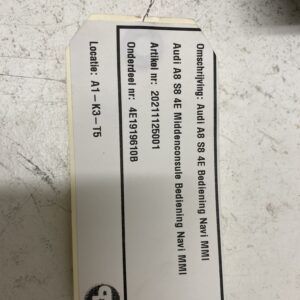 Omschrijving: Audi A8 S8 4E Bediening Navi MMI
Audi A8 S8 4E Middenconsule Bediening Navi MMI
Artikel nr: 20211125001
Onderdeel nr: 4E1919610B
Locatie: A1-K3-T5